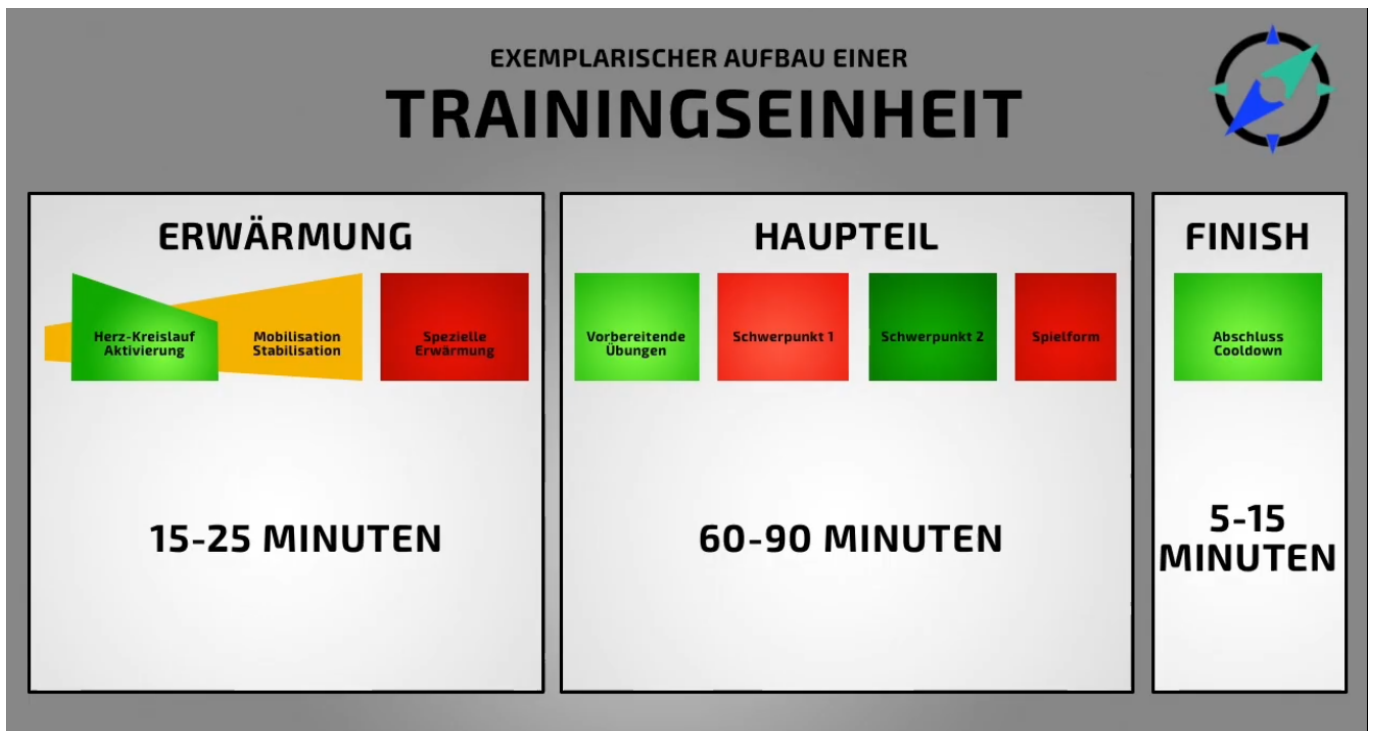 EXEMPLARISCHER AUFBAU EINER
TRAININGSEINHEIT
ERWÄRMUNG
Herz-Kreislauf
Aktivierung
Mobilisation
Stabilisation
Spezielle
Erwärmung
15-25 MINUTEN
HAUPTEIL
Vorbereitende
Übungen
Schwerpunkt 1
Schwerpunkt 2
Spielform
60-90 MINUTEN
FINISH
Abschluss
Cooldown
5-15
MINUTEN